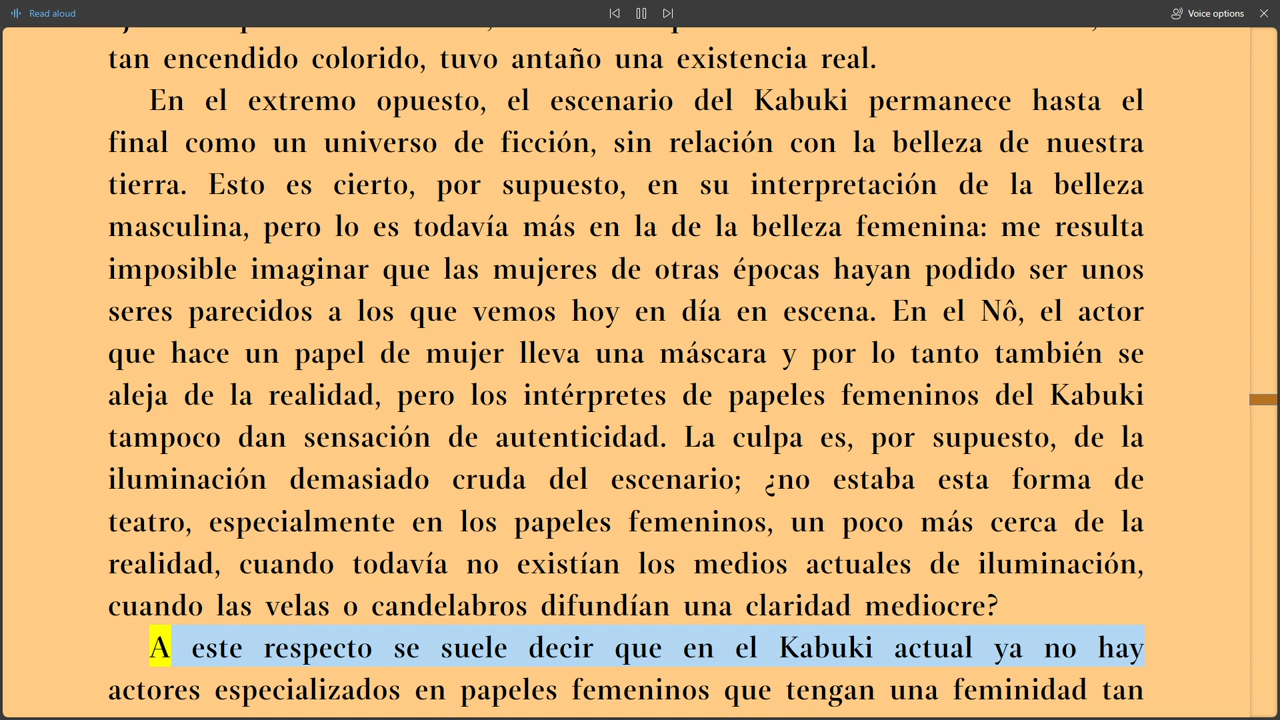 Read aloud
Voice options
tan encendido colorido, tuvo antaño una existencia real.
En el extremo opuesto, el escenario del Kabuki permanece hasta el
final como un universo de ficción, sin relación con la belleza de nuestra
tierra. Esto es cierto, por supuesto, en su interpretación de la belleza
masculina, pero lo es todavía más en la de la belleza femenina: me resulta
imposible imaginar que las mujeres de otras épocas hayan podido ser unos
seres parecidos a los que vemos hoy en día en escena. En el Nô, el actor
que hace un papel de mujer lleva una máscara y por lo tanto también se
aleja de la realidad, pero los intérpretes de papeles femeninos del Kabuki
tampoco dan sensación de autenticidad. La culpa es, por supuesto, de la
iluminación demasiado cruda del escenario; ¿no estaba esta forma de
teatro, especialmente en los papeles femeninos, un poco más cerca de la
realidad, cuando todavía no existían los medios actuales de iluminación,
cuando las velas o candelabros difundían una claridad mediocre?
A este respecto se suele decir que en el Kabuki actual ya no hay
actores especializados en papeles femeninos que tengan una feminidad tan